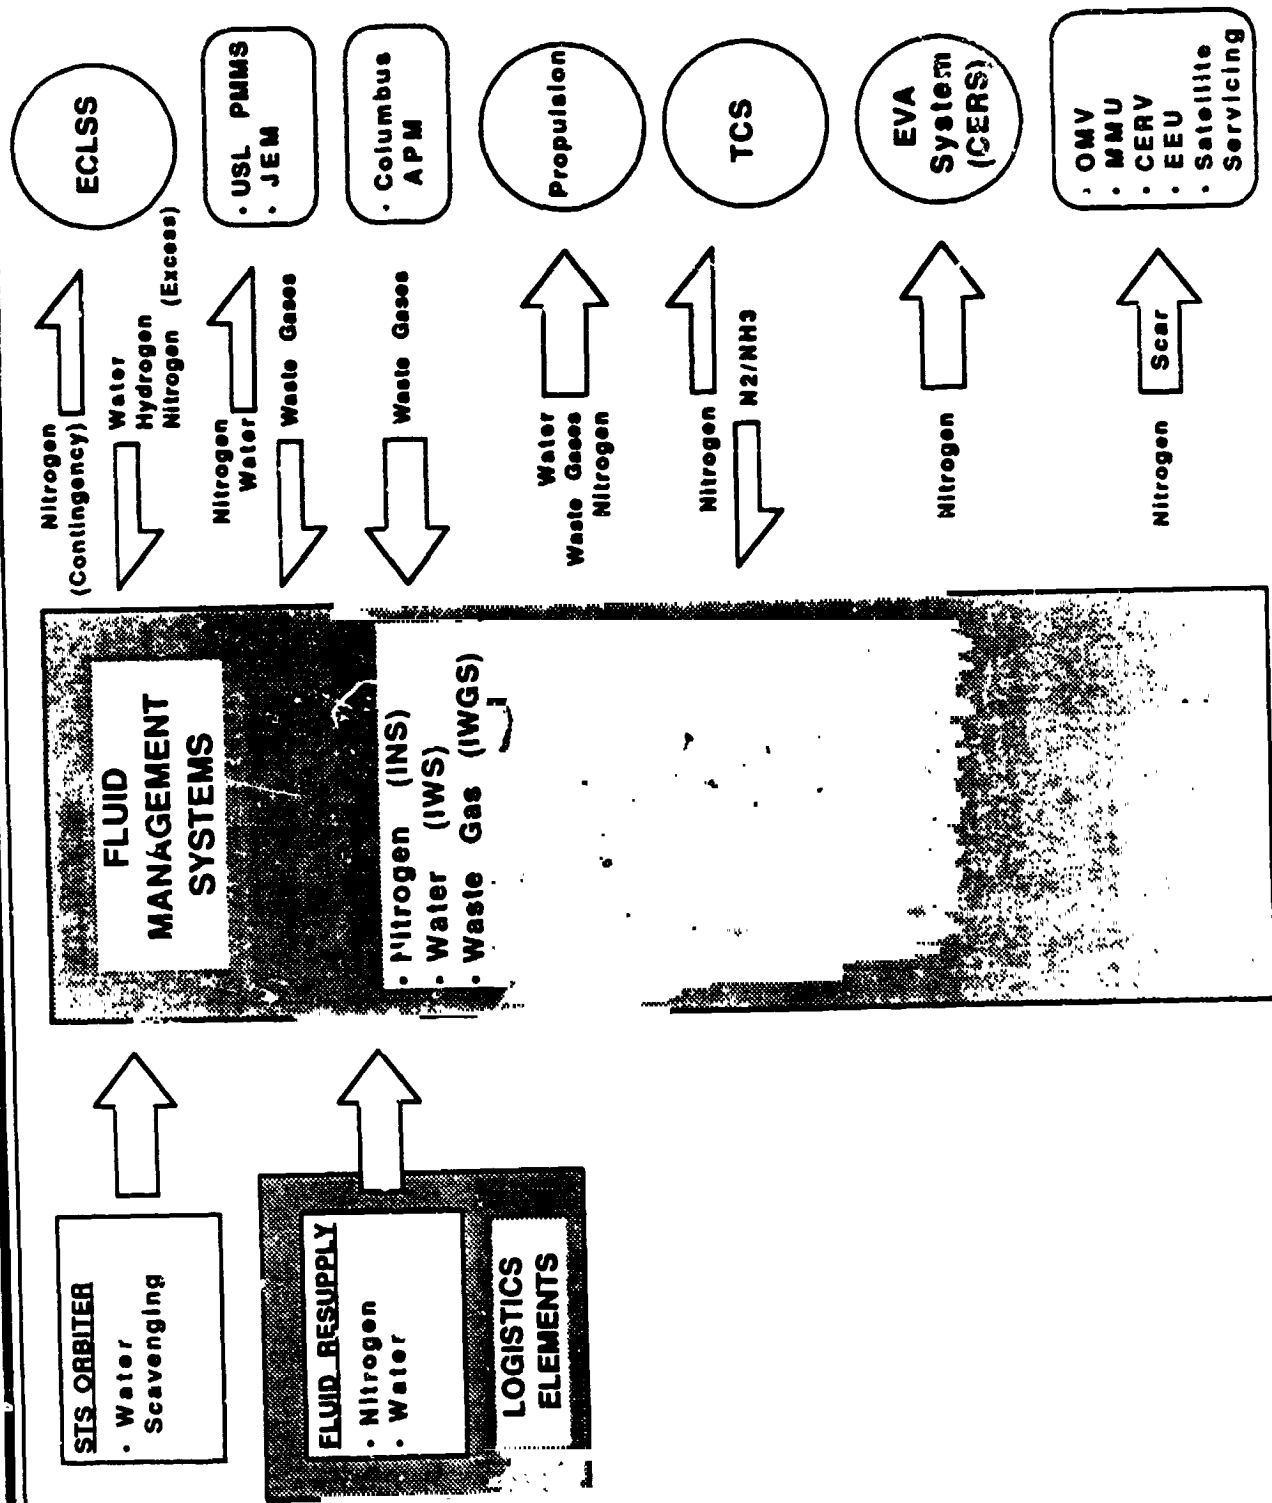 STS ORBITER
· Water
Scavenging
FLUID RESUPPLY
· Nitrogen
· Water
LOGISTICS
ELEMENTS
FLUID
MANAGEMENT
SYSTEMS
· Nitrogen (INS)
· Water (IWS)
· Waste Gas (IWGS)
Nitrogen
(Contingency)
Water
Hydrogen
Nitrogen (Excess)
ECLSS
Nitrogen
Water
Waste Gases
· USL PMMS
· JEM
Waste Gases
· Columbus
APM
Water
Waste Gases
Nitrogen
Propulsion
Nitrogen
N2/NH3
TCS
Nitrogen
EVA
System
(CERS)
Nitrogen
Scar
· OMV
· MMU
· CERV
· EEU
· Satellite
Servicing